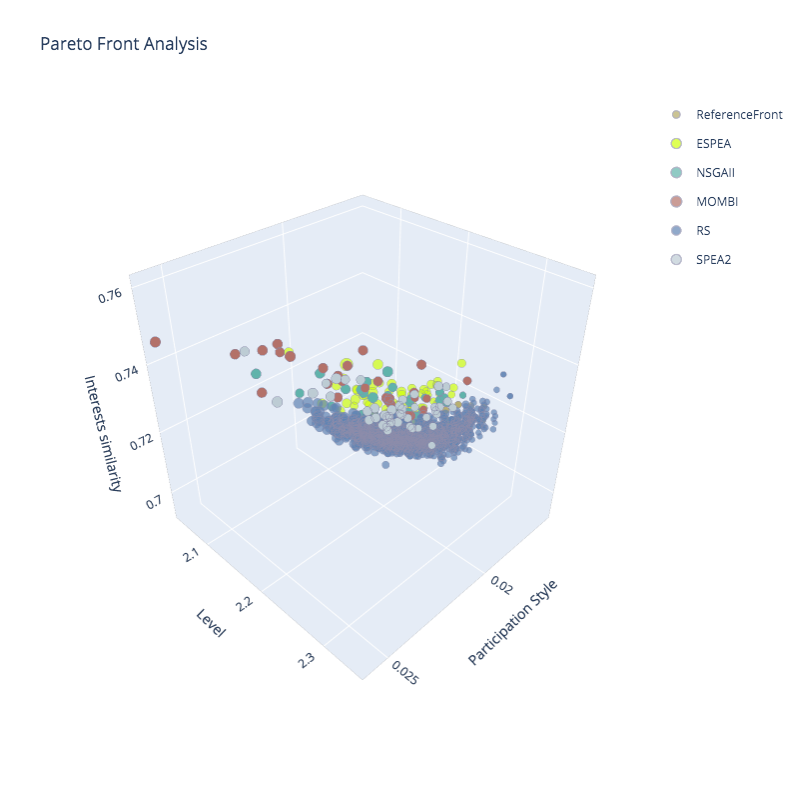 Pareto Front Analysis
ReferenceFront
ESPEA
NSGAII
MOMBI
RS
SPEA2
0.76
0.74
0.72
0.7
Interests similarity
2.1
2.2
2.3
Level
0.02
0.025
Participation Style